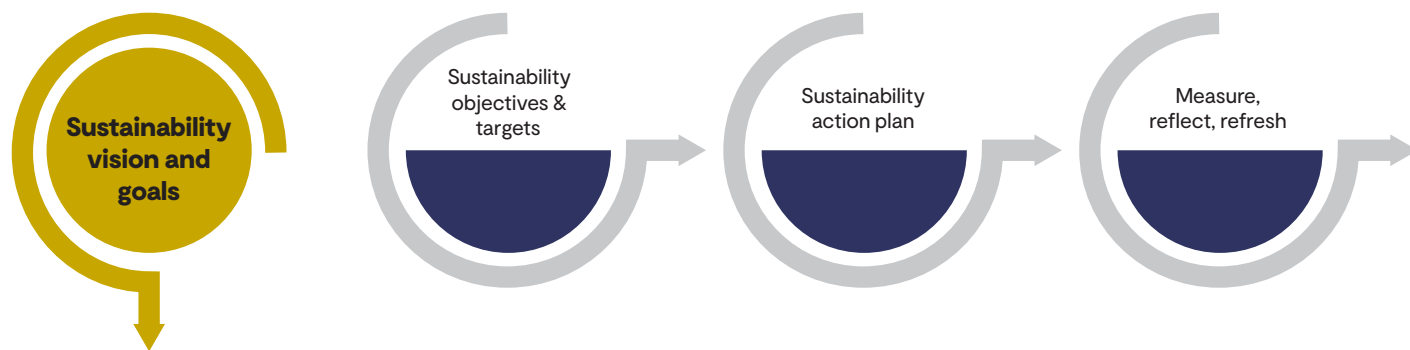 Sustainability
vision and
goals
Sustainability
objectives &
targets
Sustainability
action plan
Measure,
reflect, refresh